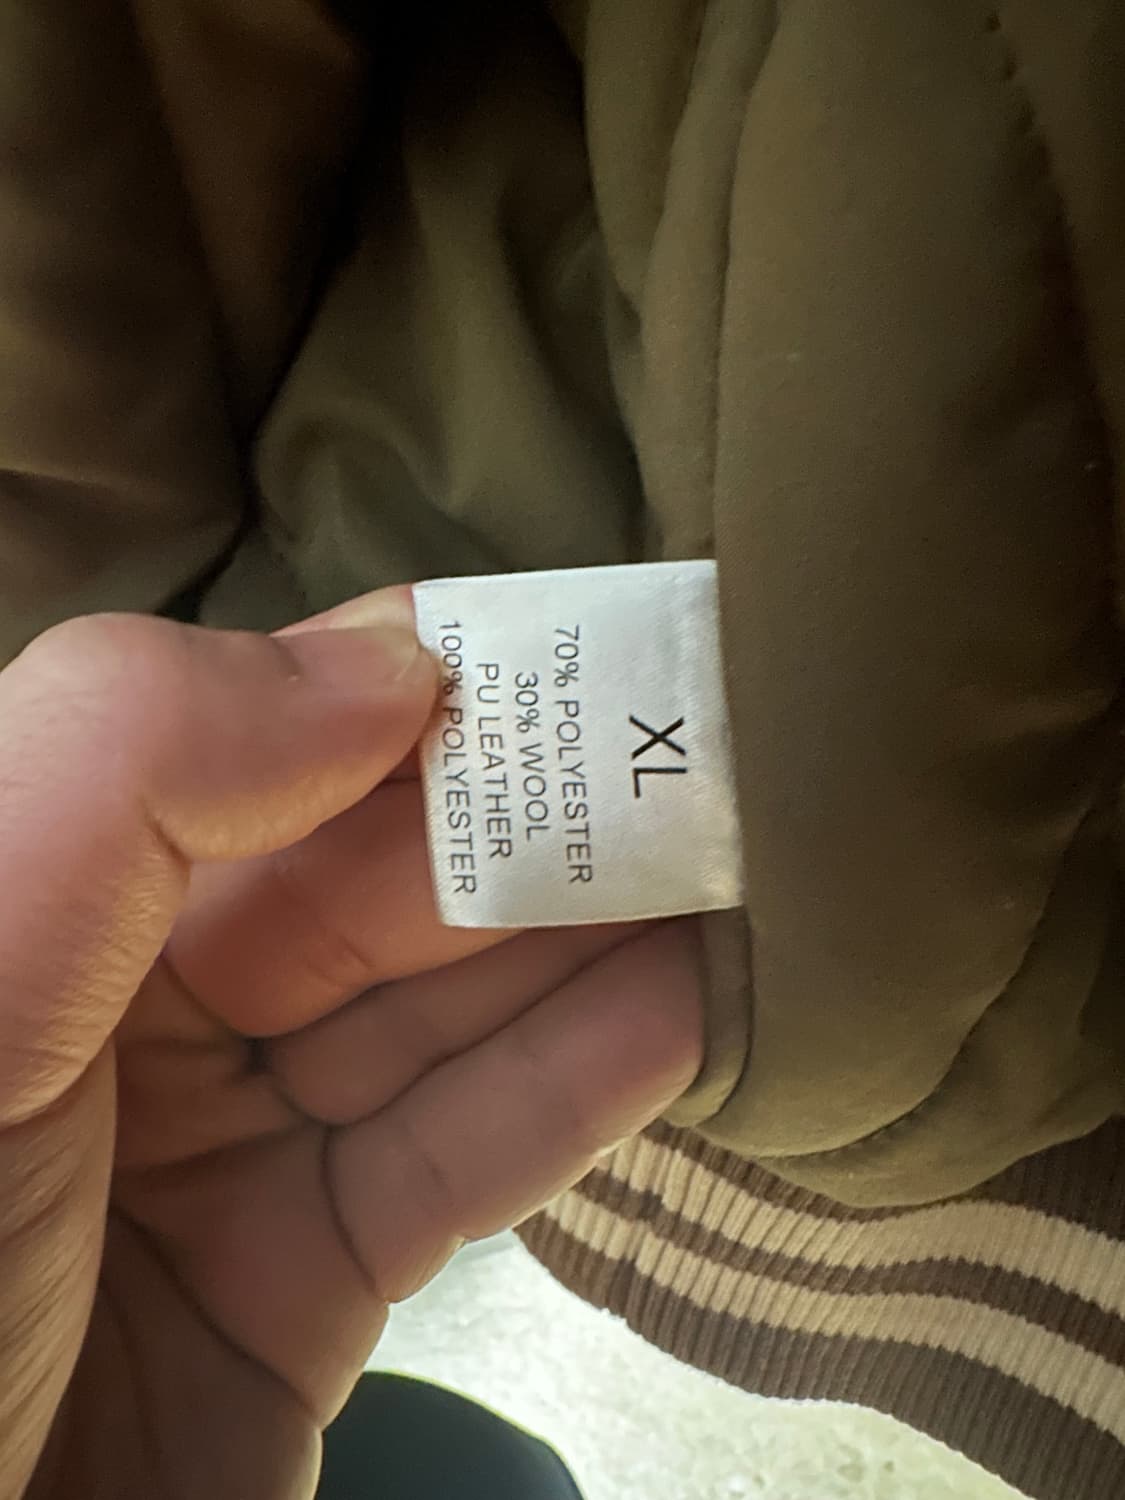 XL
70% POLYESTER
30% WOOL
PU LEATHER
100% POLYESTER